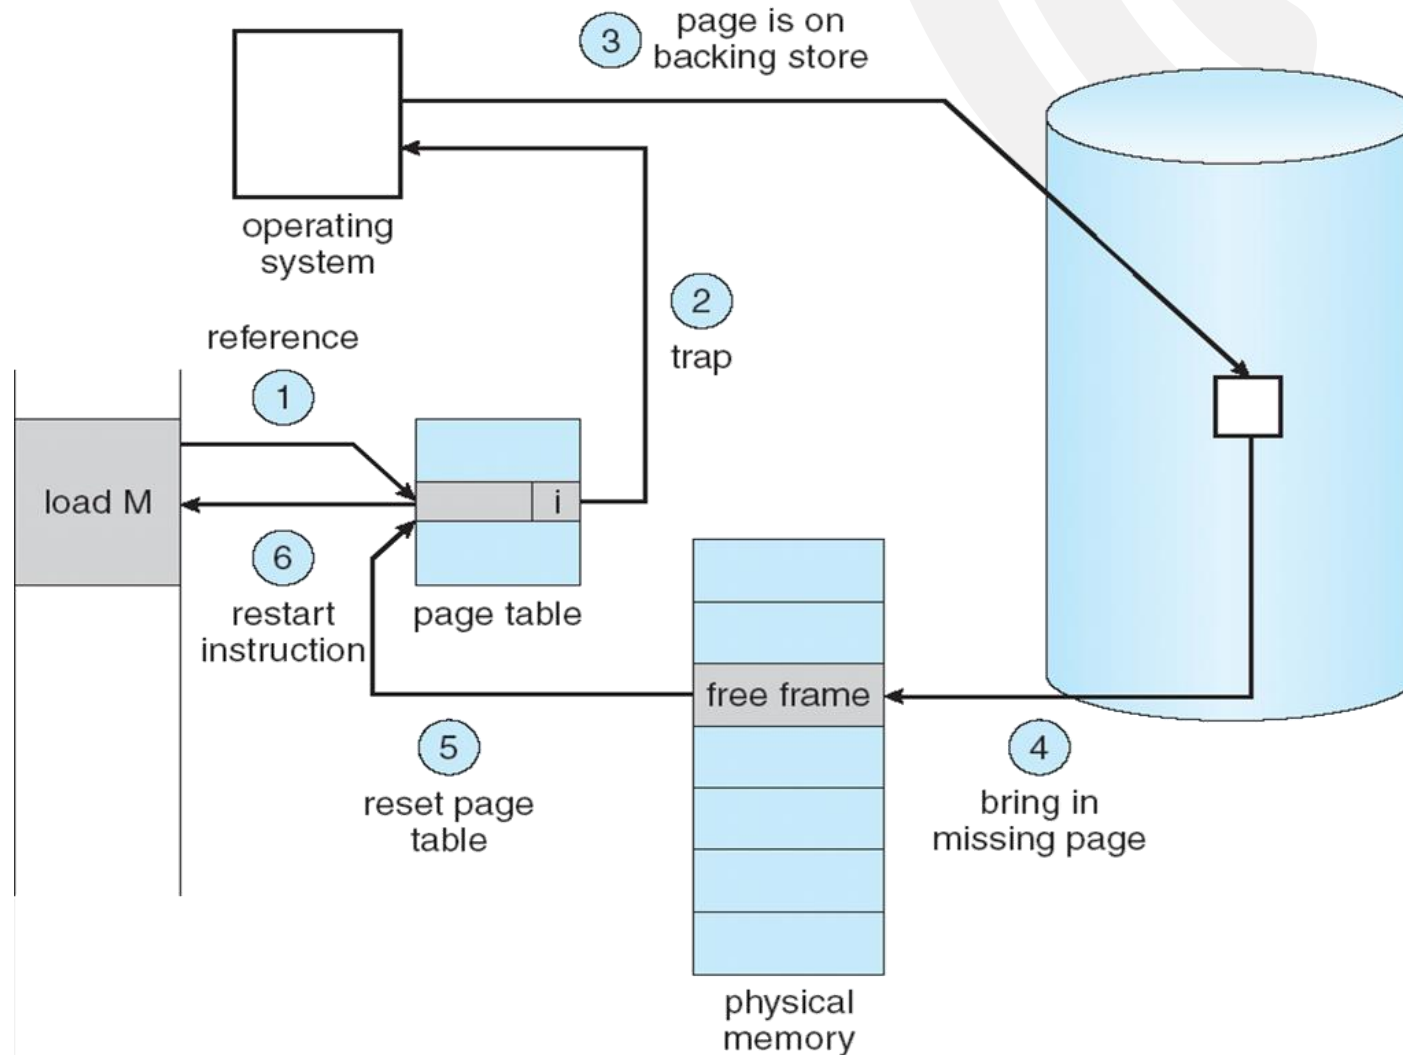 3
page is on
backing store
operating
system
2
trap
reference
1
load M
i
6
restart
instruction
page table
free frame
5
reset page
table
4
bring in
missing page
physical
memory